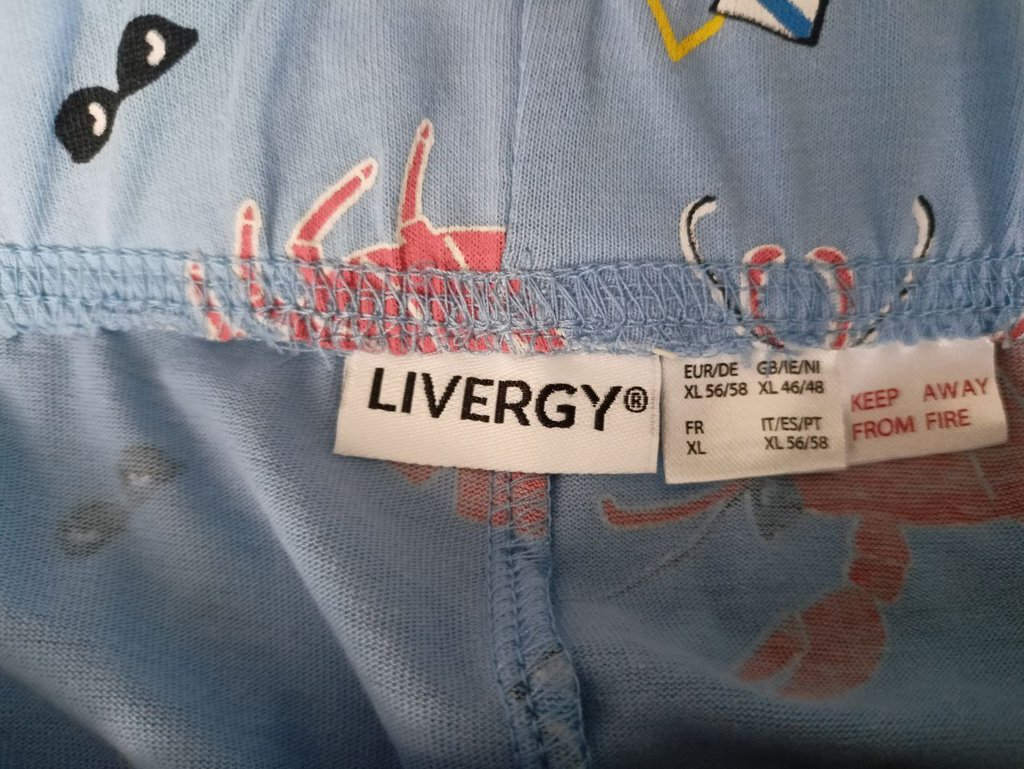 LIVERGY®
EUR/DE GB/IE/NI
XL 56/58 XL 46/48
FR IT/ES/PT
XL XL 56/58
KEEP AWAY
FROM FIRE